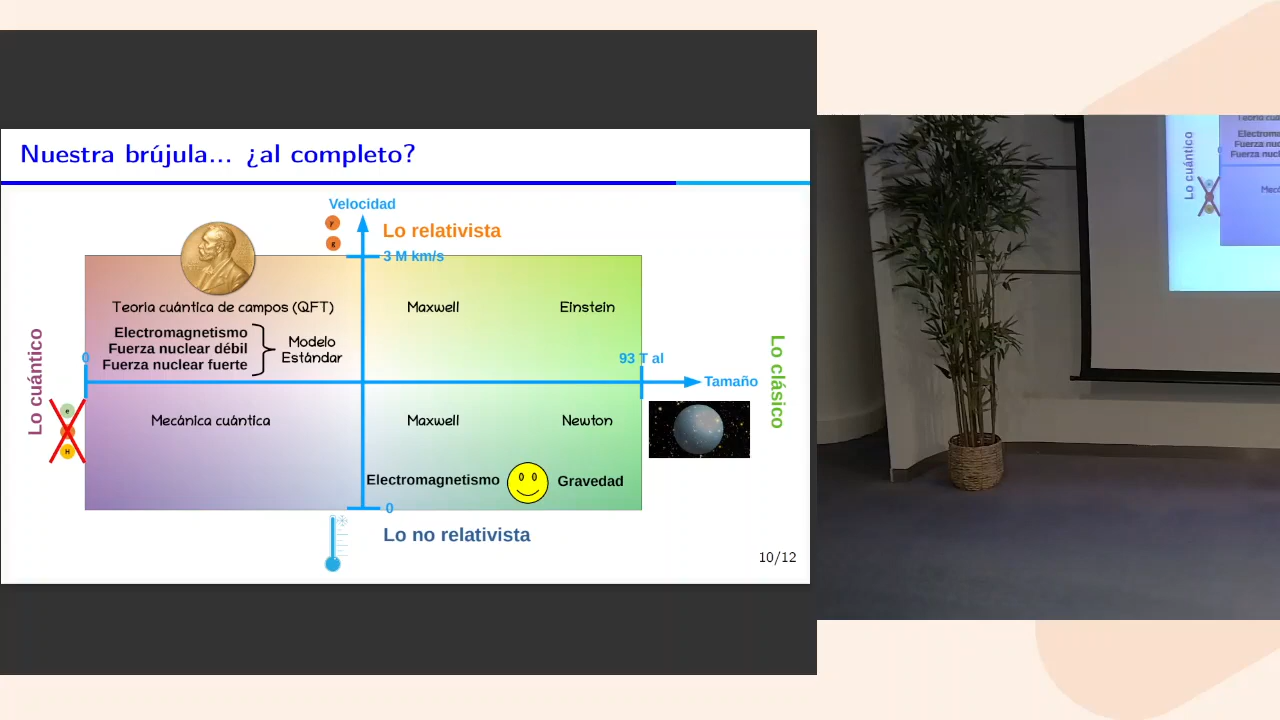 Nuestra brújula... ¿al completo?
Velocidad
Lo relativista
3 M km/s
Teoría cuántica de campos (QFT)
Maxwell
Einstein
Electromagnetismo
Fuerza nuclear débil
Fuerza nuclear fuerte
Modelo
Estándar
Lo cuántico
0
93 T al
Tamaño
Lo clásico
e
H
Mecánica cuántica
Maxwell
Newton
Electromagnetismo
Gravedad
0
Lo no relativista
10/12
Lo cuántico